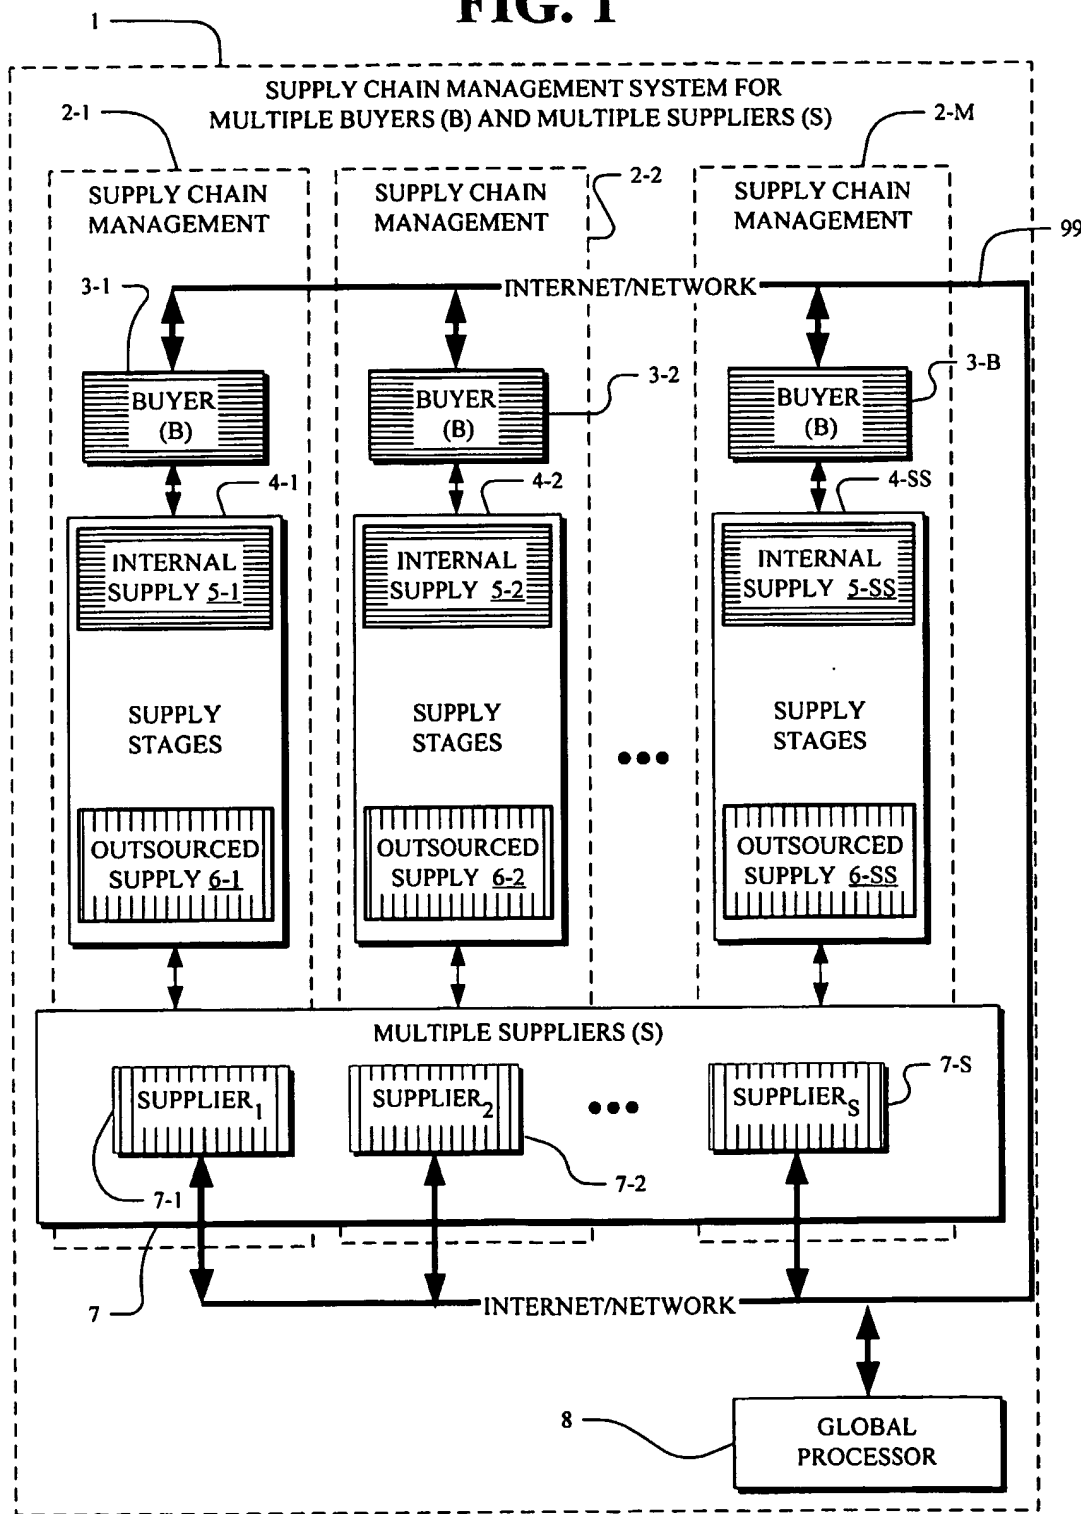 FIG. 1
1
SUPPLY CHAIN MANAGEMENT SYSTEM FOR
MULTIPLE BUYERS (B) AND MULTIPLE SUPPLIERS (S)
2-1
2-M
SUPPLY CHAIN
MANAGEMENT
SUPPLY CHAIN
MANAGEMENT
2-2
SUPPLY CHAIN
MANAGEMENT
99
3-1
INTERNET/NETWORK
BUYER
(B)
BUYER
(B)
3-2
BUYER
(B)
3-B
4-1
4-2
4-SS
INTERNAL
SUPPLY 5-1
INTERNAL
SUPPLY 5-2
INTERNAL
SUPPLY 5-SS
SUPPLY
STAGES
SUPPLY
STAGES
SUPPLY
STAGES
OUTSOURCED
SUPPLY 6-1
OUTSOURCED
SUPPLY 6-2
OUTSOURCED
SUPPLY 6-SS
MULTIPLE SUPPLIERS (S)
SUPPLIER1
SUPPLIER2
SUPPLIERS
7-S
7-1
7-2
7
INTERNET/NETWORK
8
GLOBAL
PROCESSOR